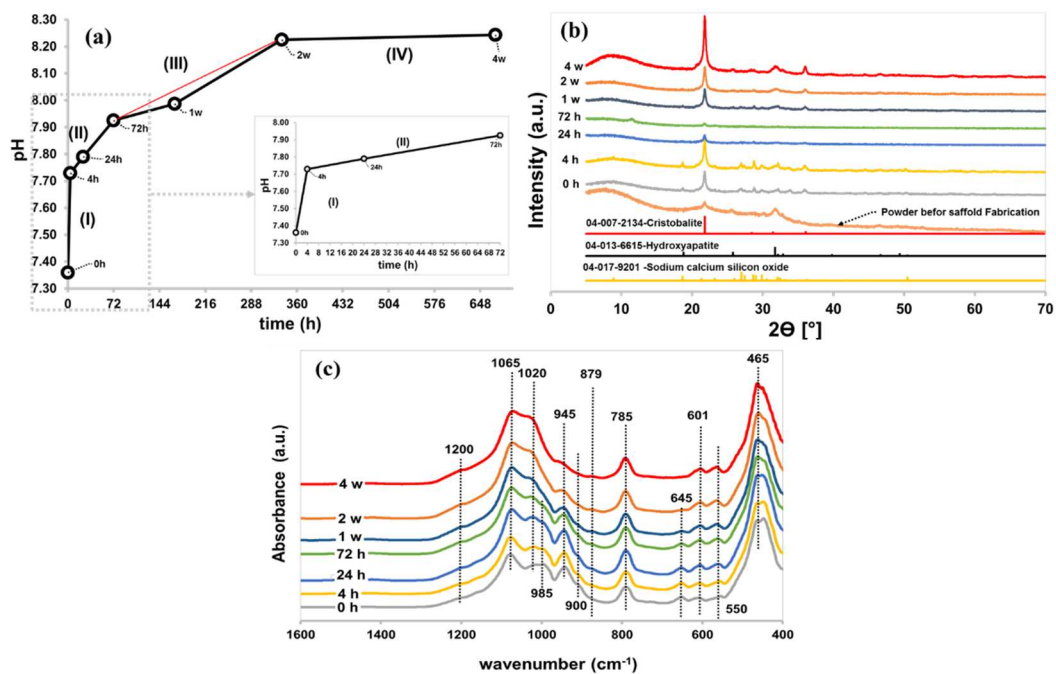 (a)
8.30
8.20
8.10
8.00
7.90
7.80
7.70
7.60
7.50
7.40
7.30
pH
(I)
(II)
(III)
(IV)
0h
4h
24h
72h
1w
2w
4w
0 72 144 216 288 360 432 504 576 648
time (h)
8.00
7.90
7.80
7.70
7.60
7.50
7.40
7.30
pH
(I)
(II)
0h
4h
24h
72h
0 4 8 12 16 20 24 28 32 36 40 44 48 52 56 60 64 68 72
time (h)
(b)
Intensity (a.u.)
4 w
2 w
1 w
72 h
24 h
4 h
0 h
Powder befor saffold Fabrication
04-007-2134-Cristobalite
04-013-6615-Hydroxyapatite
04-017-9201 -Sodium calcium silicon oxide
0 10 20 30 40 50 60 70
2Θ [°]
(c)
Absorbance (a.u.)
1200
1065
1020
945
879
785
601
465
645
985
900
550
4 w
2 w
1 w
72 h
24 h
4 h
0 h
1600 1400 1200 1000 800 600 400
wavenumber (cm-1)